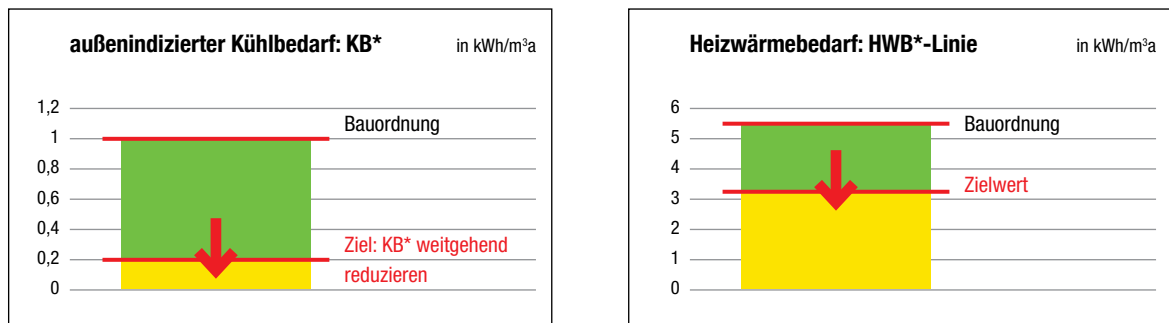 außenindizierter Kühlbedarf: KB*
in kWh/m³a
1,2
1
0,8
0,6
0,4
0,2
0
Bauordnung
Ziel: KB* weitgehend
reduzieren
Heizwärmebedarf: HWB*-Linie
in kWh/m³a
6
5
4
3
2
1
0
Bauordnung
Zielwert